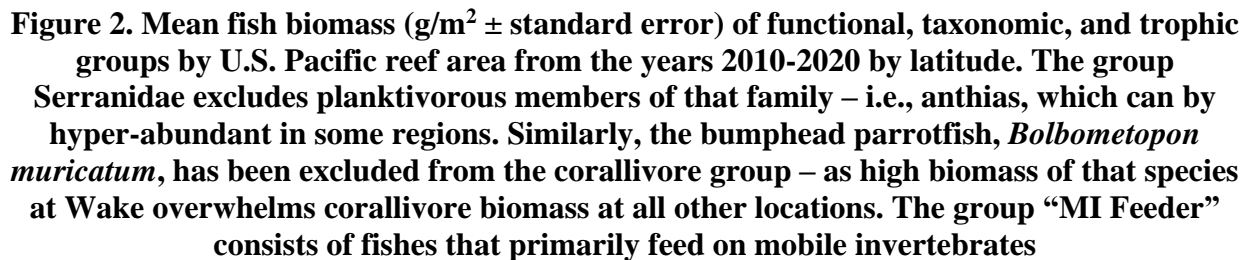 Figure 2. Mean fish biomass (g/m² ± standard error) of functional, taxonomic, and trophic
groups by U.S. Pacific reef area from the years 2010-2020 by latitude. The group
Serranidae excludes planktivorous members of that family – i.e., anthias, which can by
hyper-abundant in some regions. Similarly, the bumphead parrotfish, Bolbometopon
muricatum, has been excluded from the corallivore group – as high biomass of that species
at Wake overwhelms corallivore biomass at all other locations. The group “MI Feeder”
consists of fishes that primarily feed on mobile invertebrates